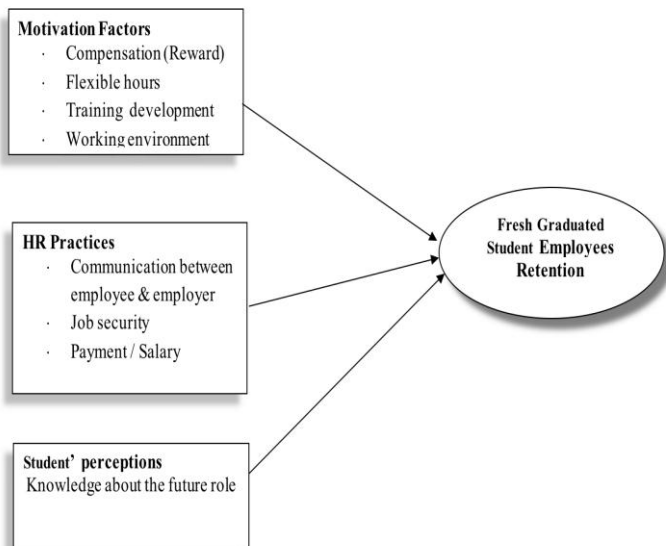 Motivation Factors
· Compensation (Reward)
· Flexible hours
· Training development
· Working environment
HR Practices
· Communication between
employee & employer
· Job security
· Payment / Salary
Student’ perceptions
Knowledge about the future role
Fresh Graduated
Student Employees
Retention